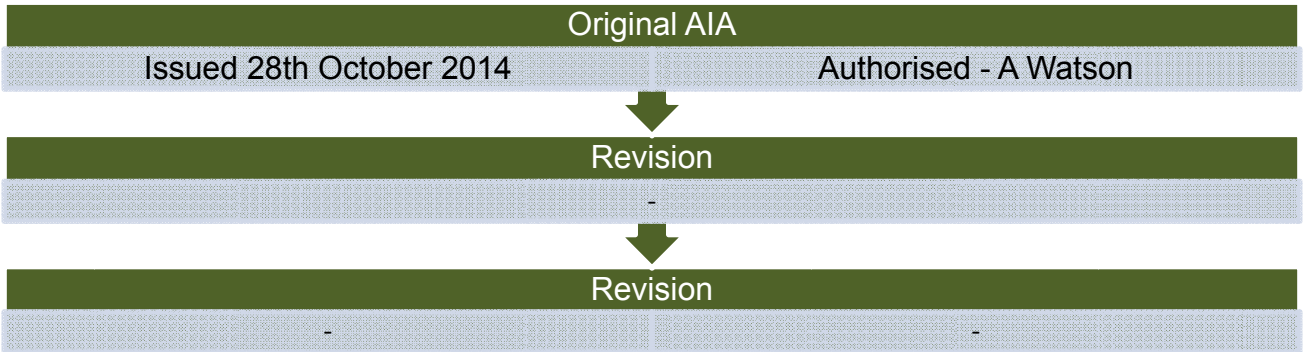 Original AIA
Issued 28th October 2014 Authorised - A Watson
Revision
-
Revision
- -